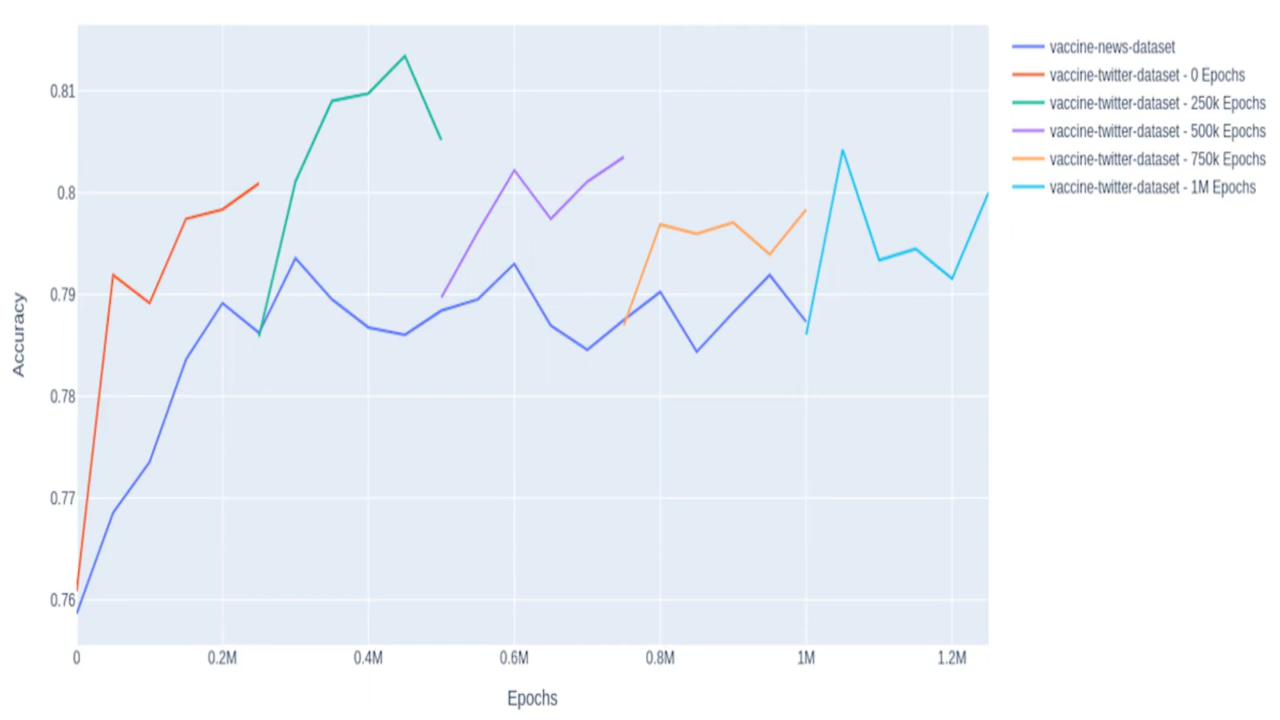 vaccine-news-dataset
vaccine-twitter-dataset - 0 Epochs
vaccine-twitter-dataset - 250k Epochs
vaccine-twitter-dataset - 500k Epochs
vaccine-twitter-dataset - 750k Epochs
vaccine-twitter-dataset - 1M Epochs
0.81
0.8
0.79
0.78
0.77
0.76
Accuracy
0 0.2M 0.4M 0.6M 0.8M 1M 1.2M
Epochs